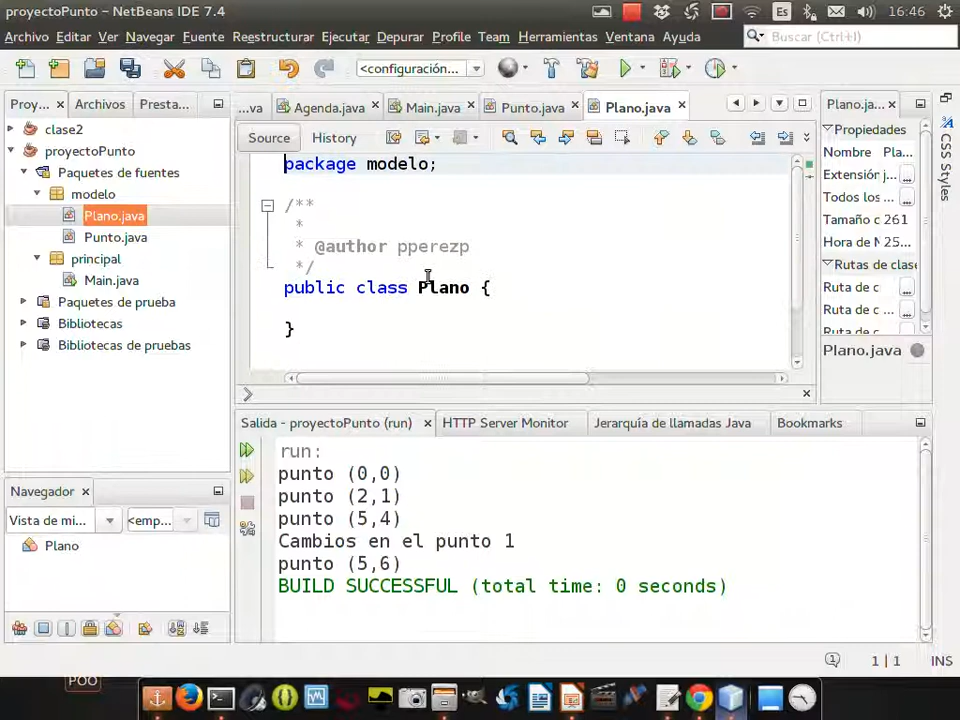 proyectoPunto - NetBeans IDE 7.4
Es
16:46
Archivo Editar Ver Navegar Fuente Reestructurar Ejecutar Depurar Profile Team Herramientas Ventana Ayuda
Buscar (Ctrl+I)
<configuración...
Proy... Archivos Presta...
...va Agenda.java Main.java Punto.java Plano.java
Plano.ja...
clase2
proyectoPunto
Paquetes de fuentes
modelo
Plano.java
Punto.java
principal
Main.java
Paquetes de prueba
Bibliotecas
Bibliotecas de pruebas
Source History
package modelo;
/**
*
* @author pperezp
*/
public class Plano {
}
Propiedades
Nombre Pla...
Extensión j...
Todos los ...
Tamaño c 261
Hora de N 25...
Rutas de clase
Ruta de c
Ruta de c
Ruta de c
Plano.java
CSS Styles
Salida - proyectoPunto (run) HTTP Server Monitor Jerarquía de llamadas Java Bookmarks
run:
punto (0,0)
punto (2,1)
punto (5,4)
Cambios en el punto 1
punto (5,6)
BUILD SUCCESSFUL (total time: 0 seconds)
Navegador
Vista de mi... <emp...
Plano
1 | 1 INS
POO